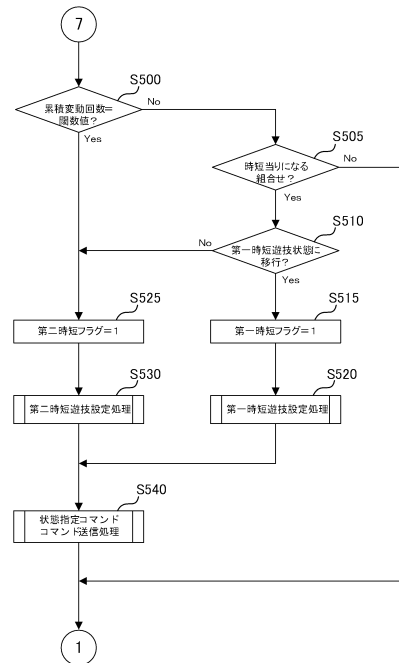 7
S500
累積変動回数=
閾数値?
No
Yes
S505
時短当りになる
組合せ?
No
Yes
S510
第一時短遊技状態に
移行?
No
Yes
S525
第二時短フラグ=1
S515
第一時短フラグ=1
S530
第二時短遊技設定処理
S520
第一時短遊技設定処理
S540
状態指定コマンド
コマンド送信処理
1